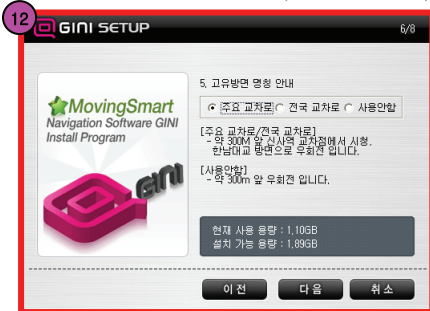 12
GINI SETUP
6/8
MovingSmart
Navigation Software GINI
Install Program
GINI
5. 고유방면 명칭 안내
주요 교차로 전국 교차로 사용안함
[주요 교차로/전국 교차로]
- 약 300M 앞 신사역 교차점에서 시청.
한남대교 방면으로 우회전 입니다.
[사용안함]
- 약 300m 앞 우회전 입니다.
현재 사용 용량 : 1,10GB
설치 가능 용량 : 1,89GB
이전 다음 취소